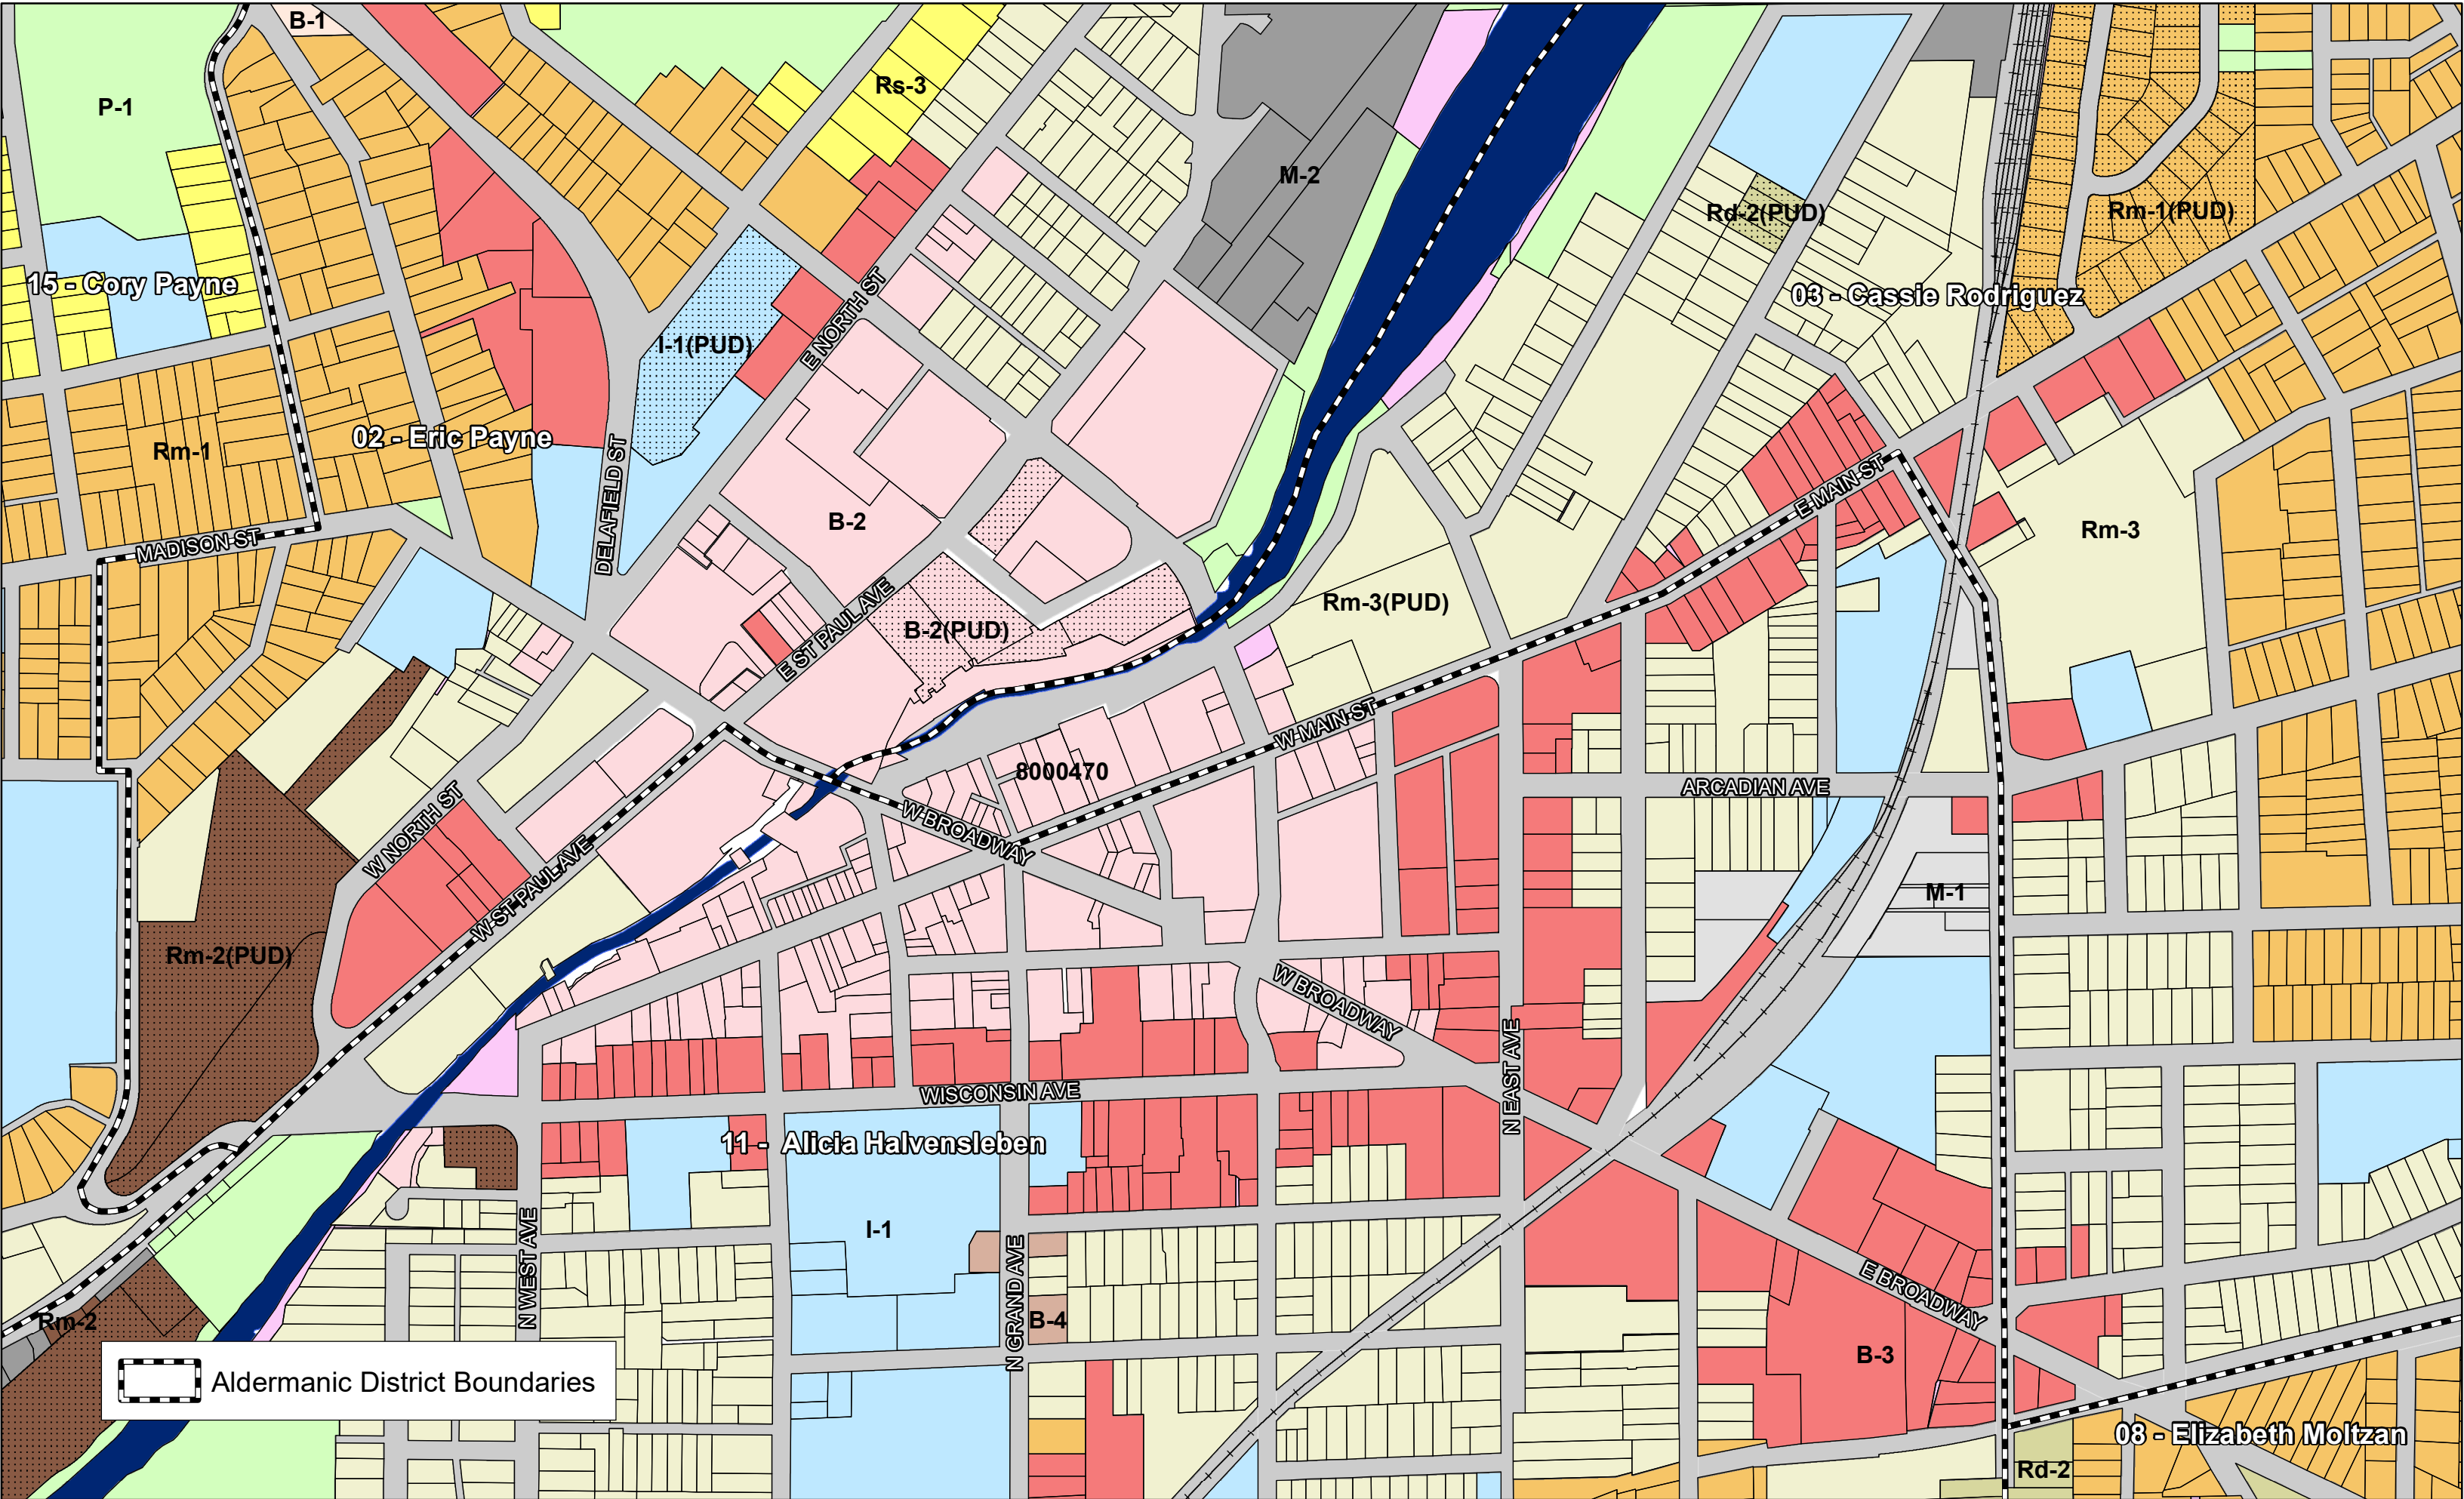 B-1
P-1
Rs-3
M-2
Rd-2(PUD)
Rm-1(PUD)
15 - Cory Payne
03 - Cassie Rodriguez
E NORTH ST
I-1(PUD)
02 - Eric Payne
Rm-1
DELAFIELD ST
B-2
E MAIN ST
Rm-3
MADISON ST
Rm-3(PUD)
E ST PAUL AVE
B-2(PUD)
W MAIN ST
8000470
ARCADIAN AVE
W NORTH ST
W BROADWAY
W ST PAUL AVE
M-1
Rm-2(PUD)
W BROADWAY
N EAST AVE
WISCONSIN AVE
11 - Alicia Halvensleben
I-1
N WEST AVE
N GRAND AVE
E BROADWAY
Rm-2
B-4
B-3
Aldermanic District Boundaries
08 - Elizabeth Moltzan
Rd-2